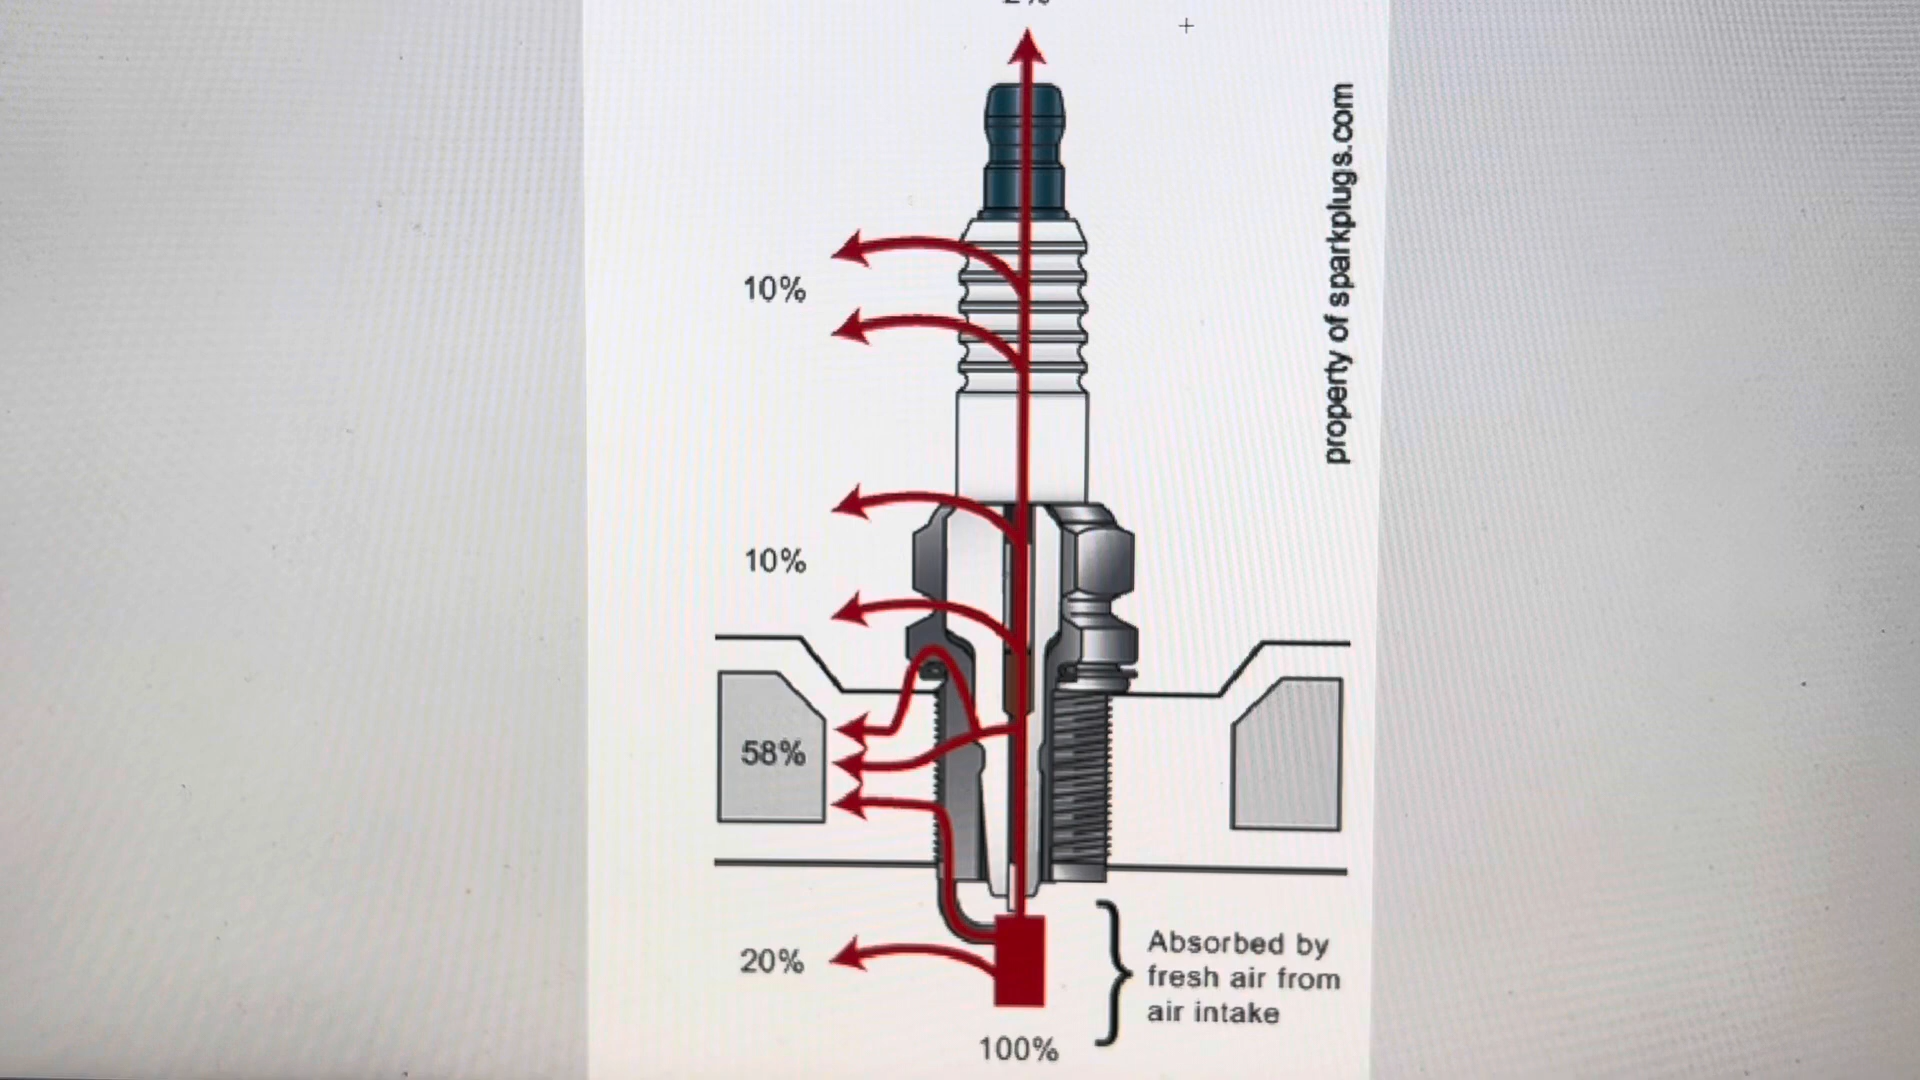 10%
10%
58%
20%
100%
Absorbed by
fresh air from
air intake
property of sparkplugs.com